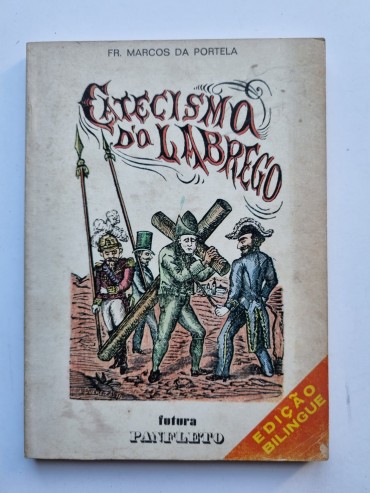 FR. MARCOS DA PORTELA
CATECISMO
D'O LABREGO
EDIÇÃO
BILINGUE
futura
PANFLETO